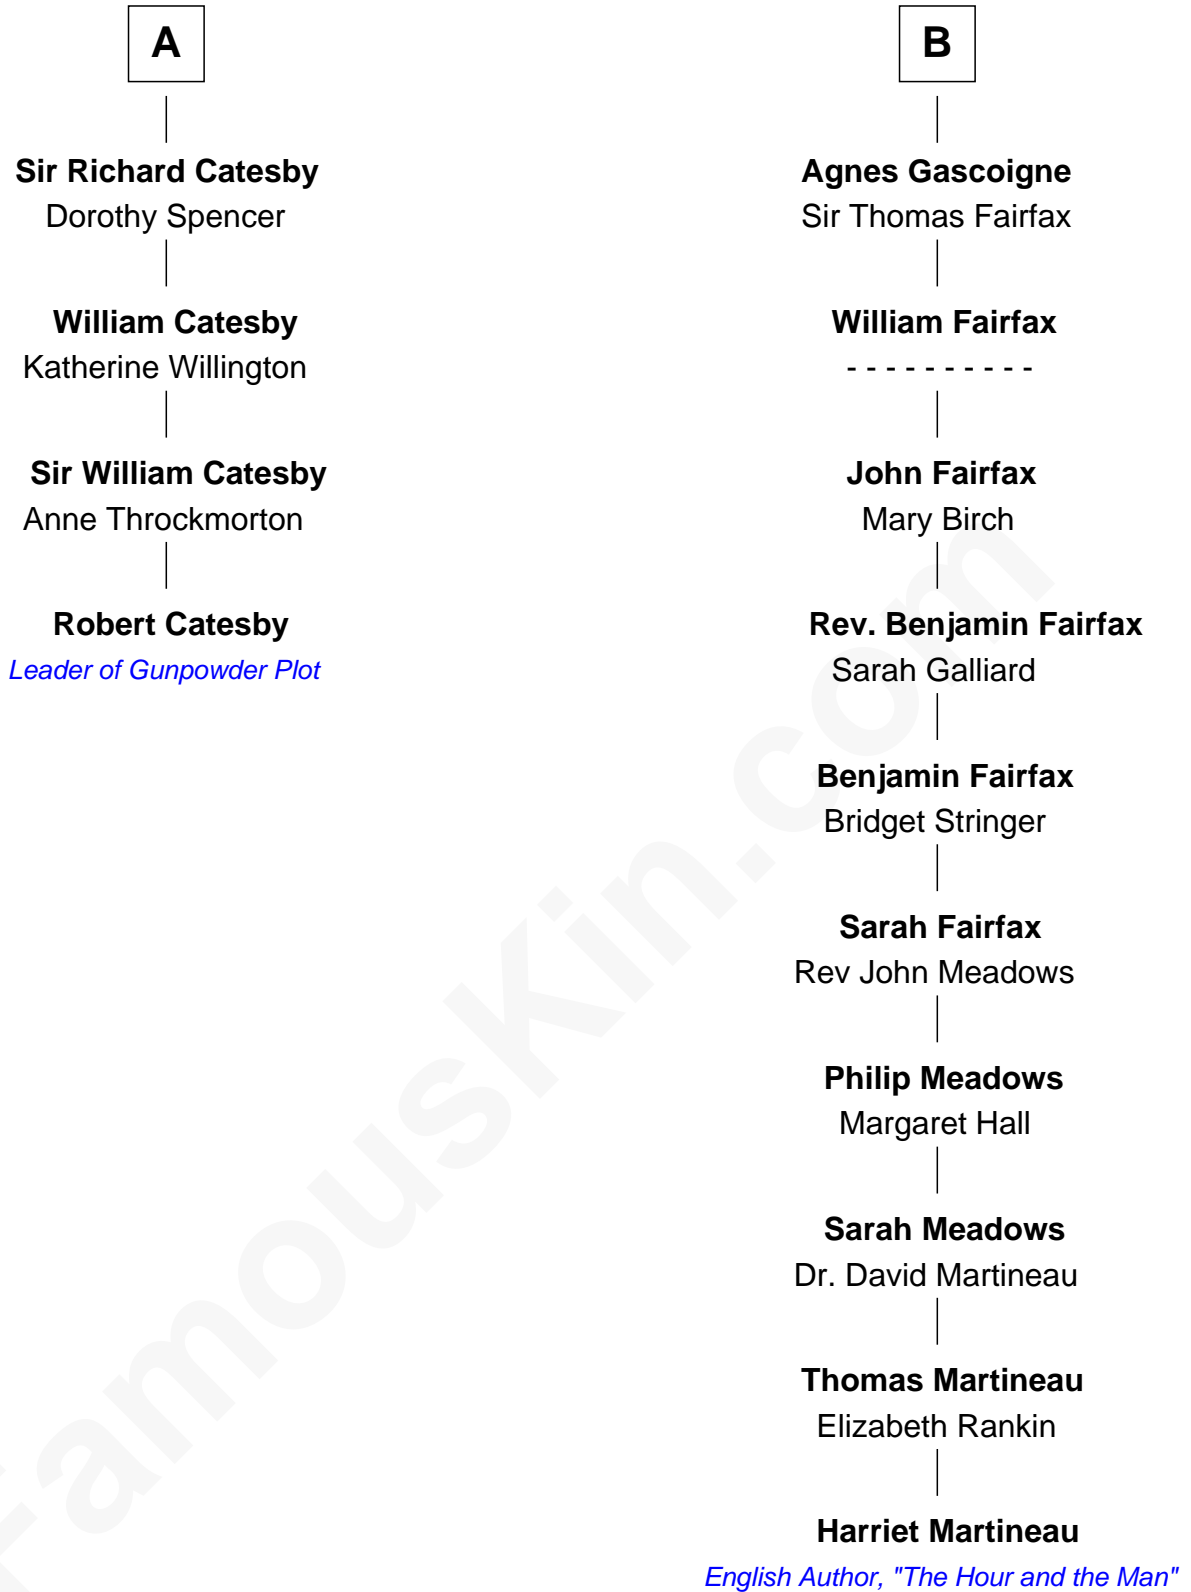 A
Sir Richard Catesby
Dorothy Spencer
William Catesby
Katherine Willington
Sir William Catesby
Anne Throckmorton
Robert Catesby
Leader of Gunpowder Plot
B
Agnes Gascoigne
Sir Thomas Fairfax
William Fairfax
- - - - - - - - - -
John Fairfax
Mary Birch
Rev. Benjamin Fairfax
Sarah Galliard
Benjamin Fairfax
Bridget Stringer
Sarah Fairfax
Rev John Meadows
Philip Meadows
Margaret Hall
Sarah Meadows
Dr. David Martineau
Thomas Martineau
Elizabeth Rankin
Harriet Martineau
English Author, "The Hour and the Man"
FamousKin.com